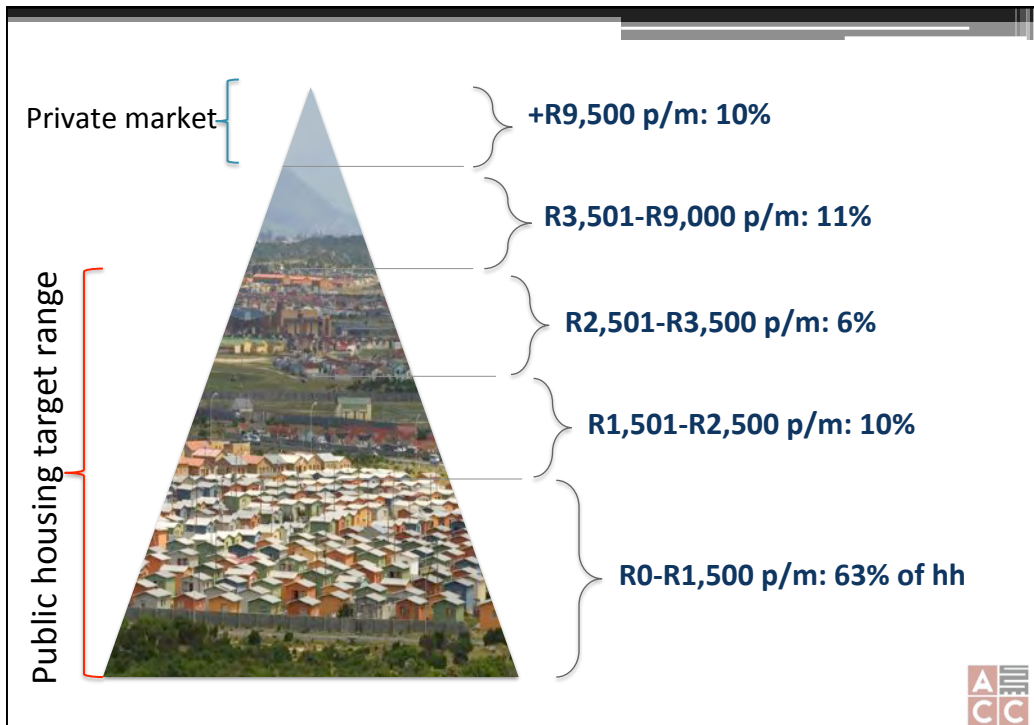 Private market
+R9,500 p/m: 10%
R3,501-R9,000 p/m: 11%
Public housing target range
R2,501-R3,500 p/m: 6%
R1,501-R2,500 p/m: 10%
R0-R1,500 p/m: 63% of hh
A
C C